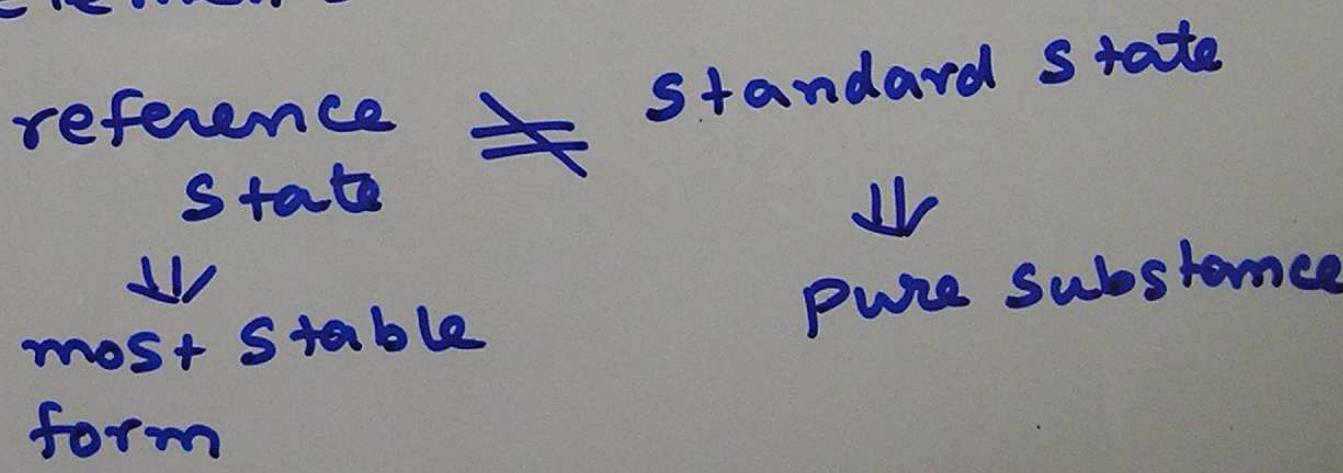 reference ≠ standard state
state
⇓ ⇓
most stable pure substance
form